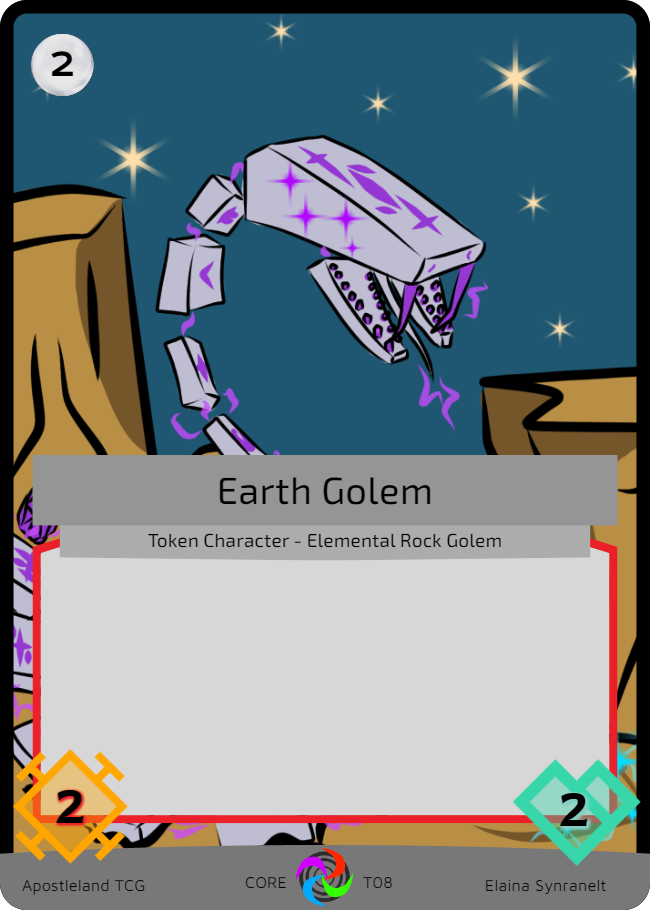 2
Earth Golem
Token Character - Elemental Rock Golem
2
2
Apostleland TCG
CORE T08
Elaina Synranelt